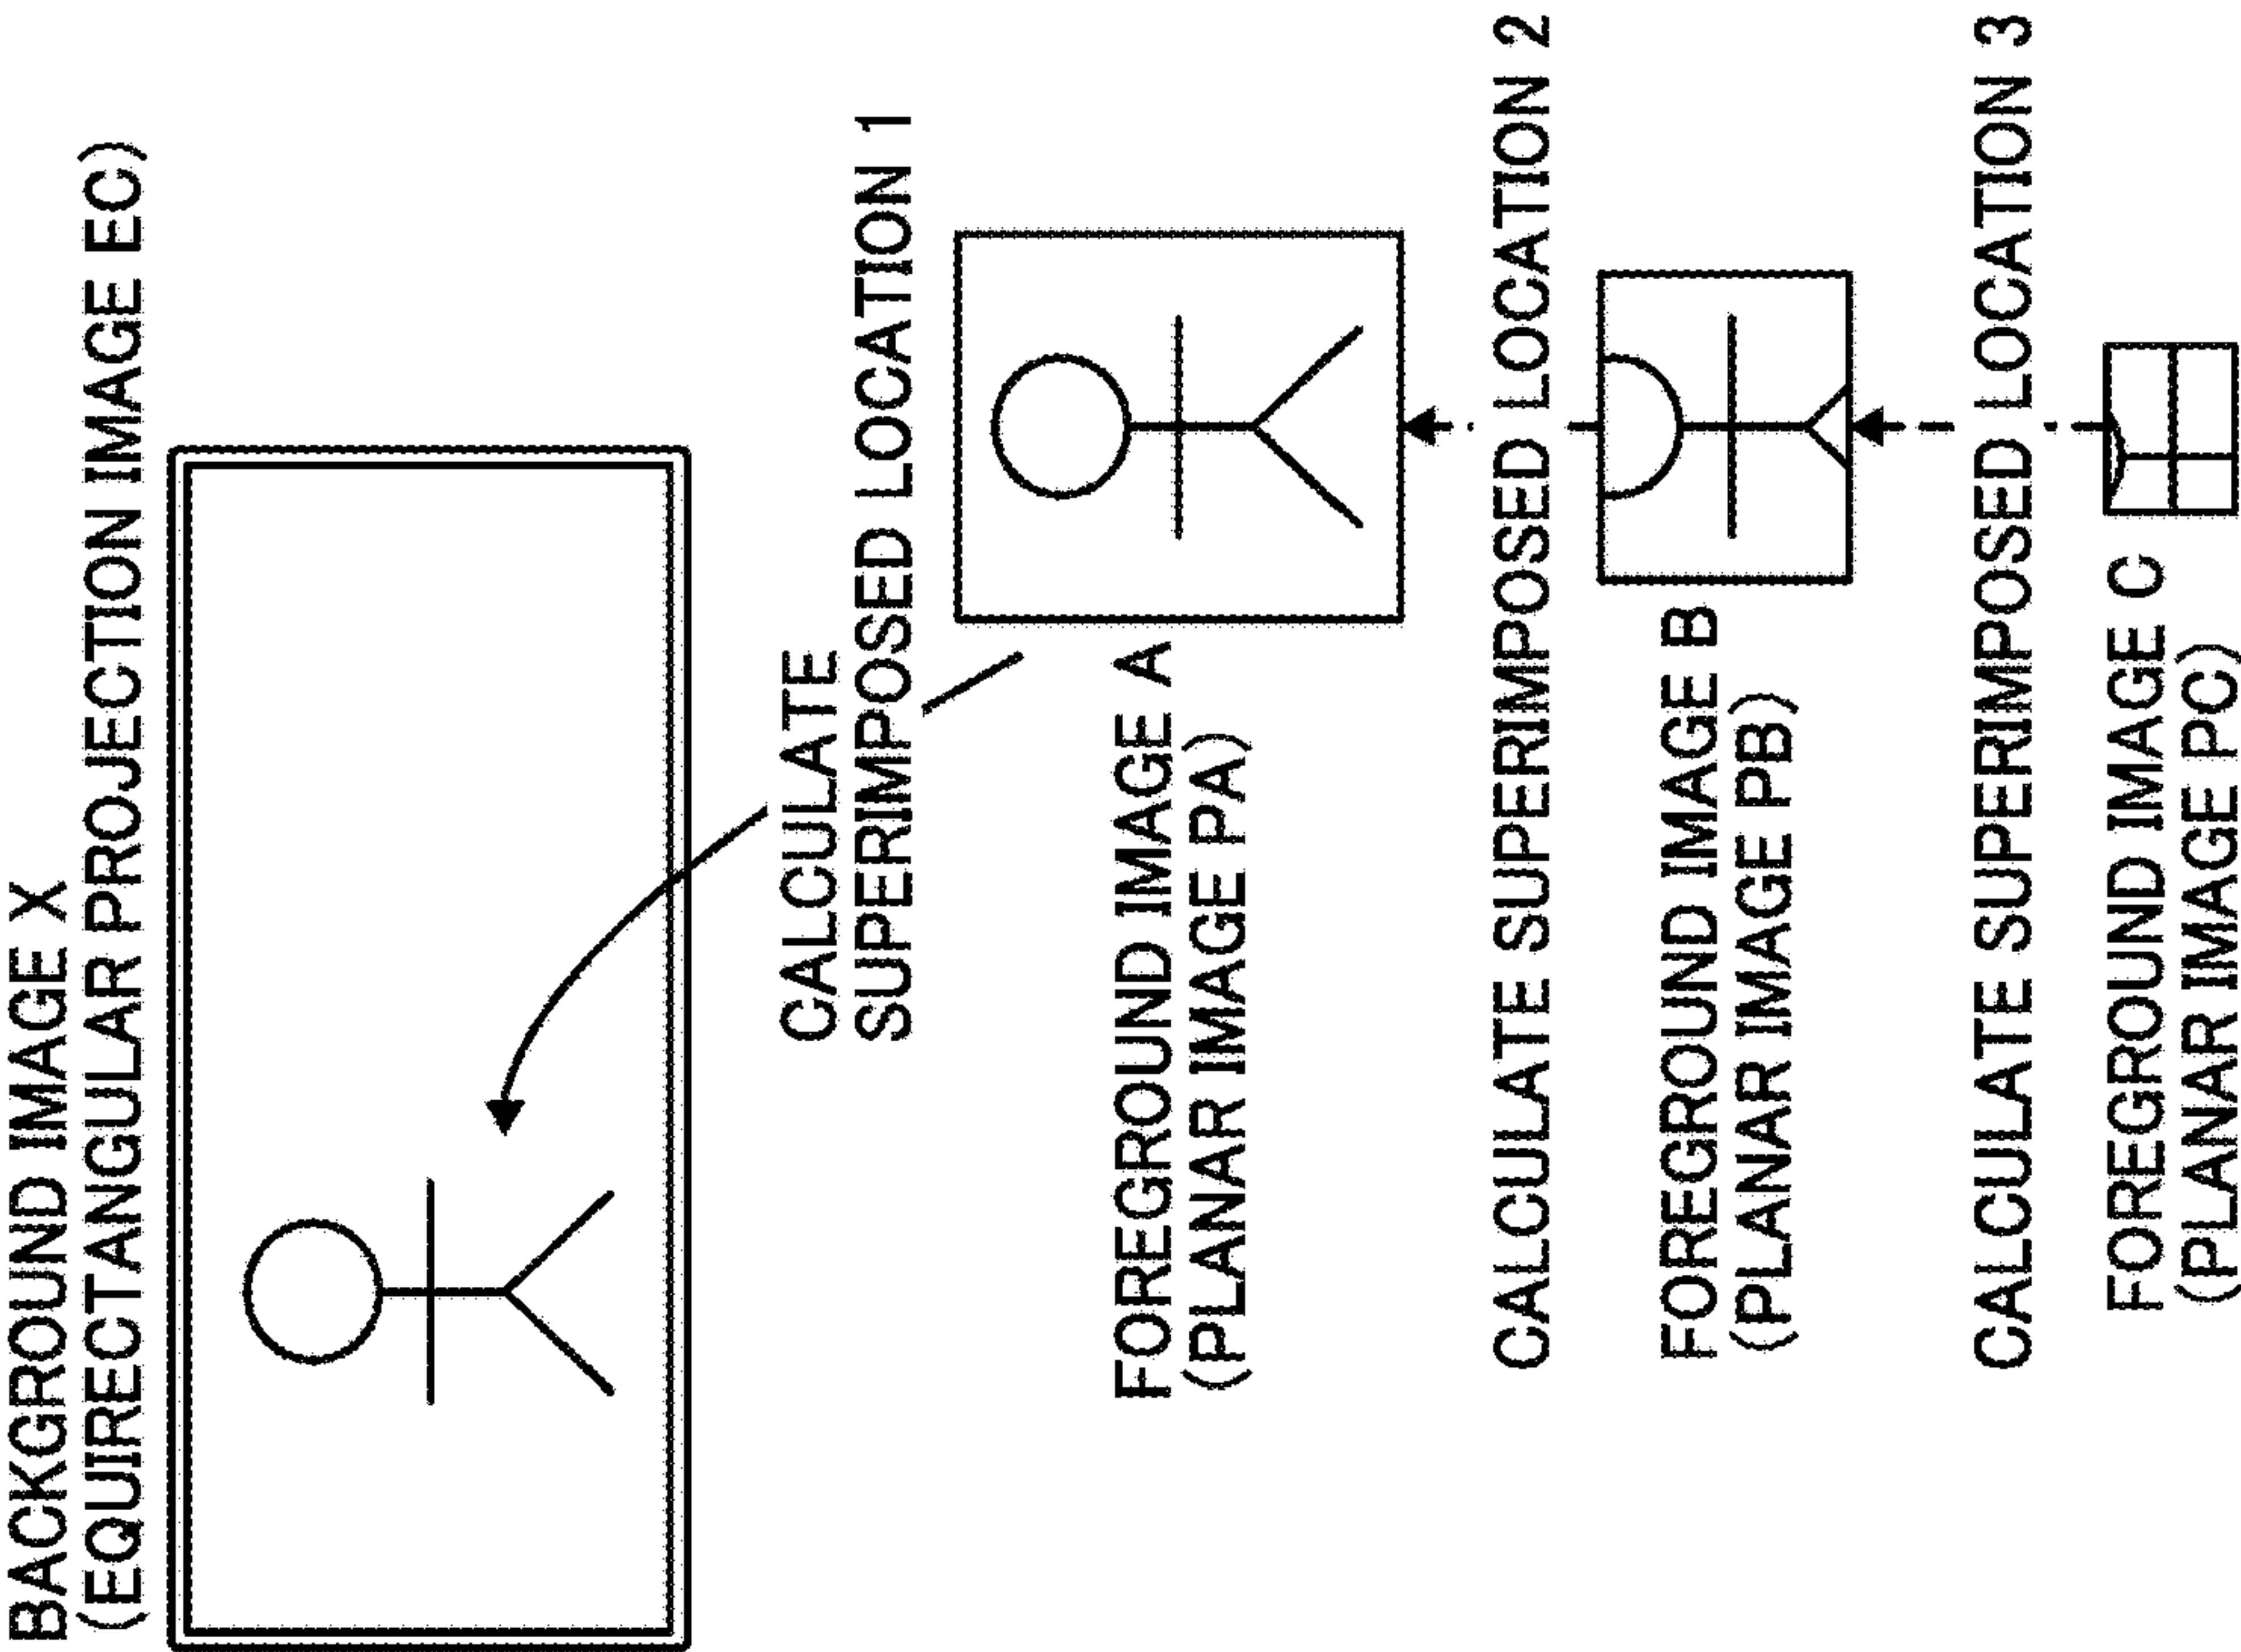 BACKGROUND IMAGE X
(EQUIRECTANGULAR PROJECTION IMAGE EC)
CALCULATE
SUPERIMPOSED LOCATION 1
FOREGROUND IMAGE A
(PLANAR IMAGE PA)
CALCULATE SUPERIMPOSED LOCATION 2
FOREGROUND IMAGE B
(PLANAR IMAGE PB)
CALCULATE SUPERIMPOSED LOCATION 3
FOREGROUND IMAGE C
(PLANAR IMAGE PC)